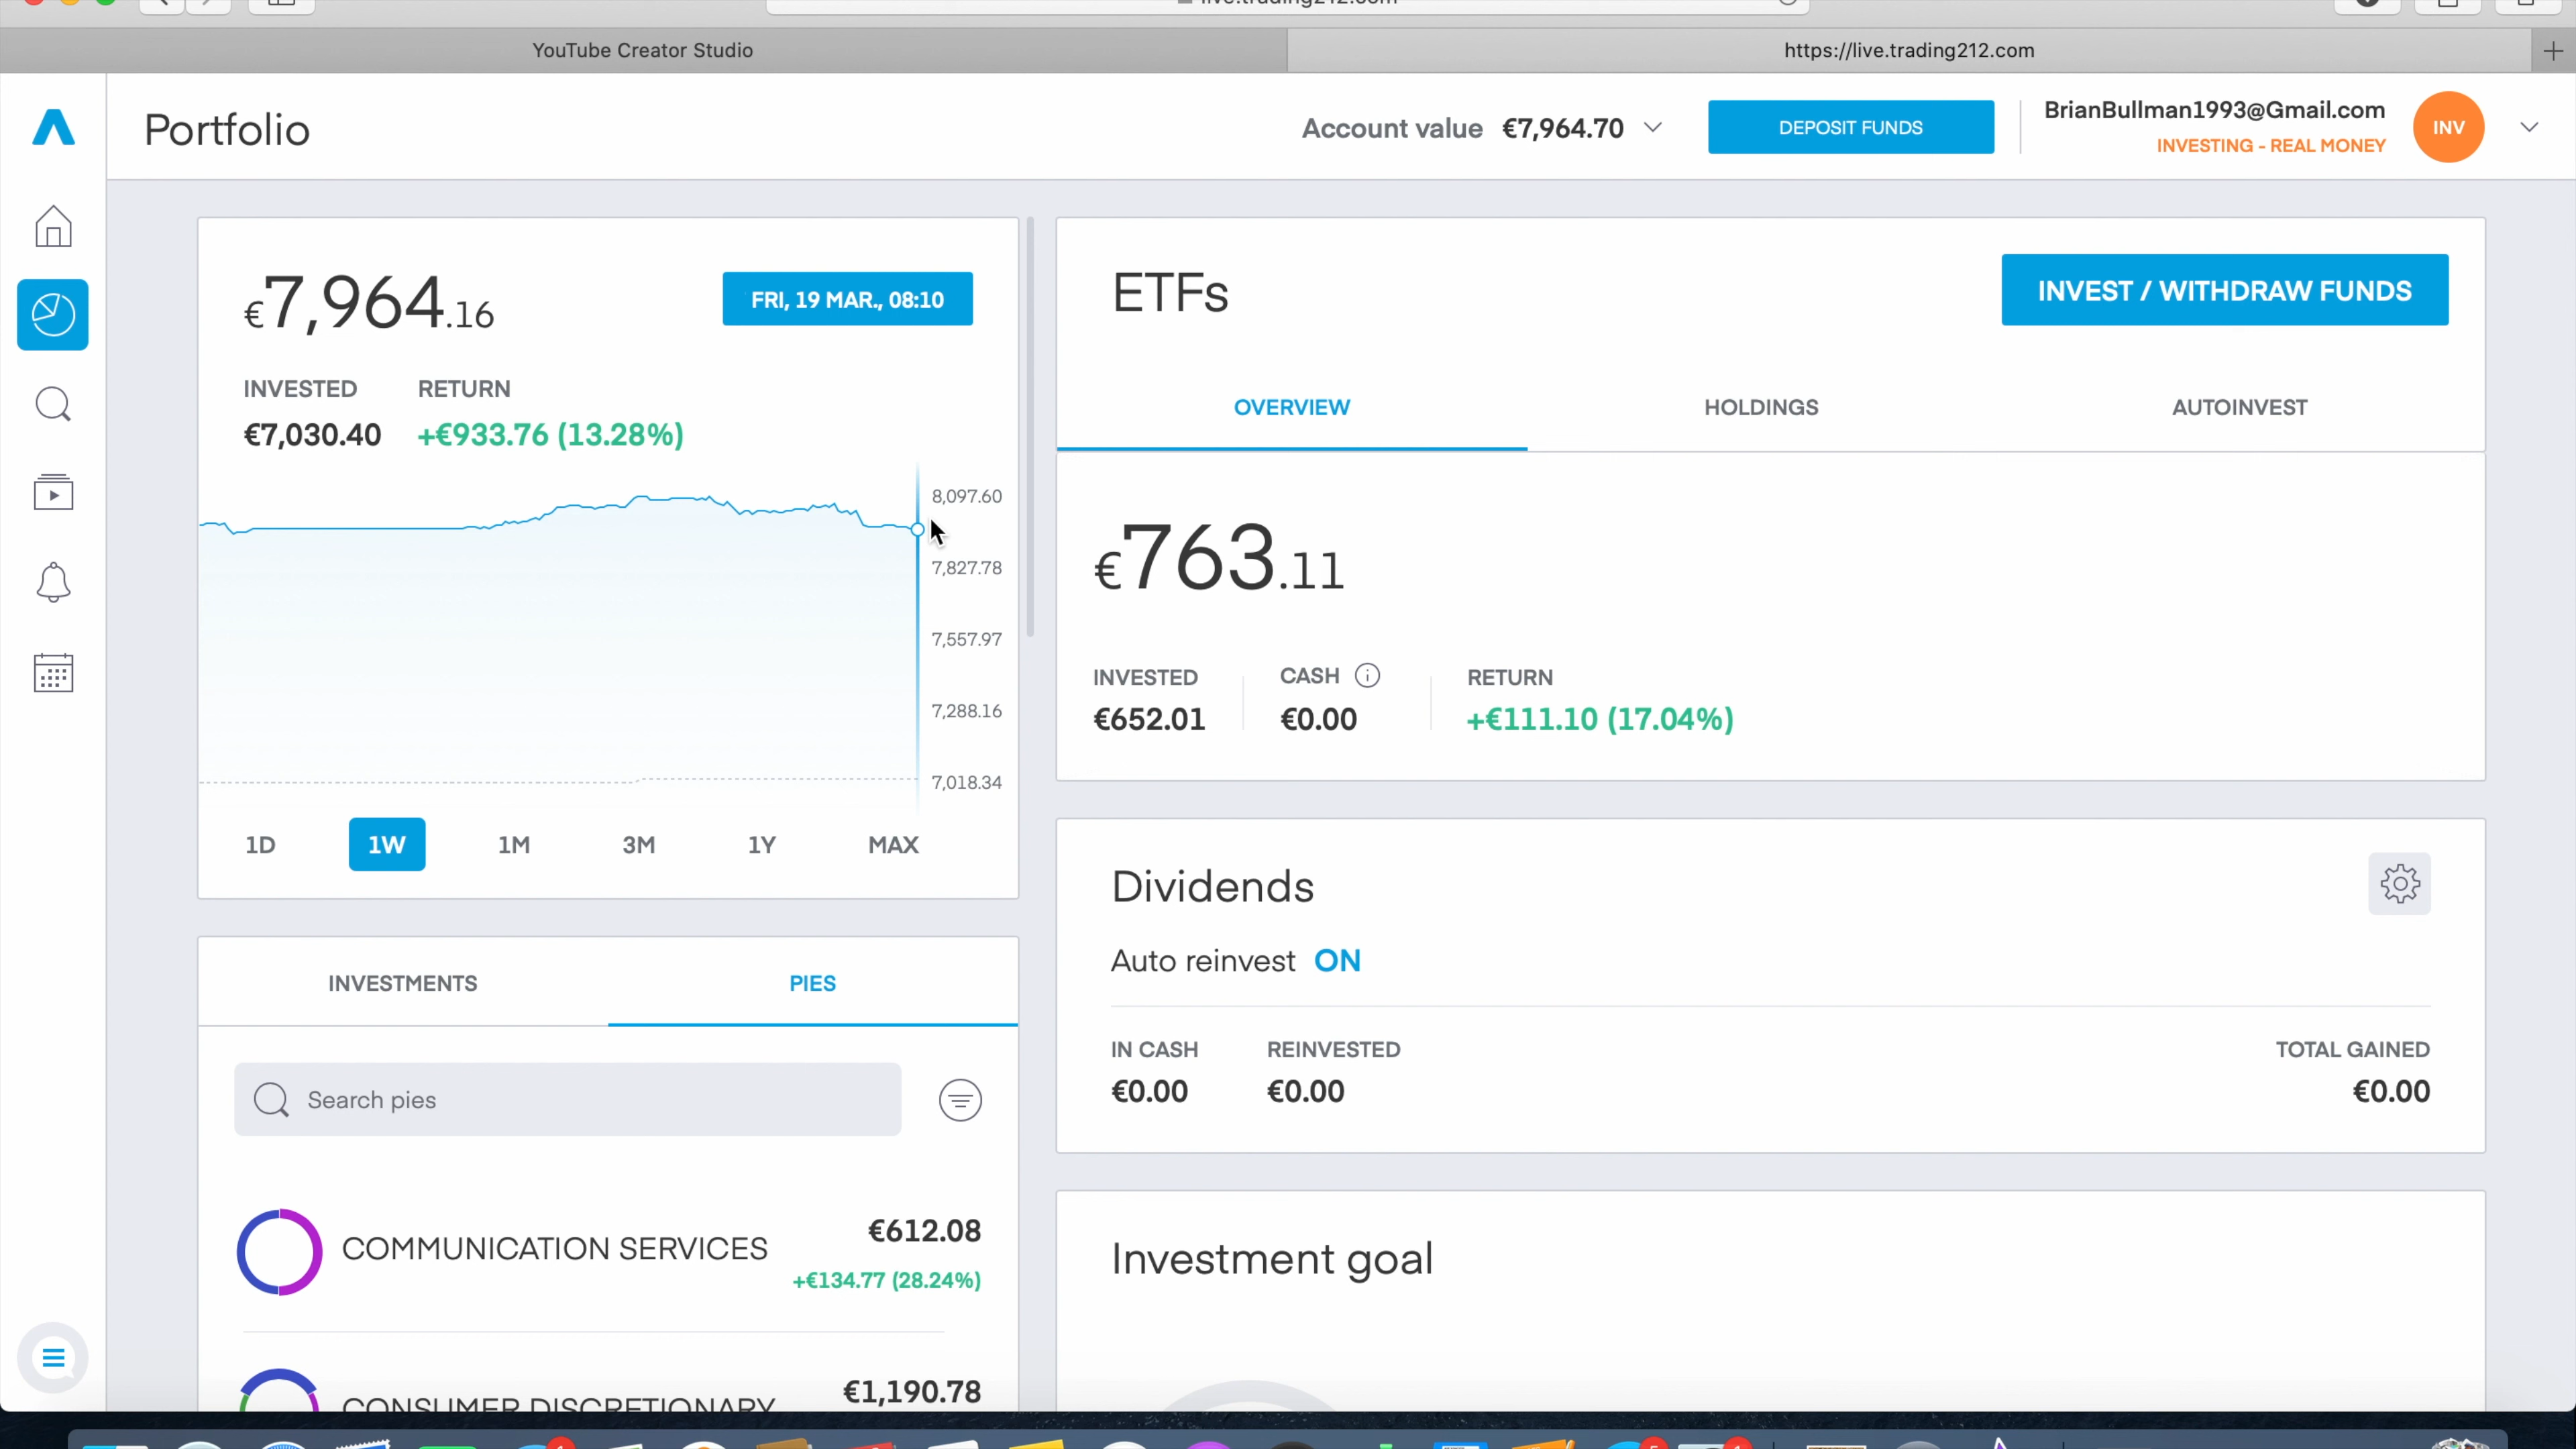 live.trading212.com
YouTube Creator Studio
https://live.trading212.com
Portfolio
Account value €7,964.70
DEPOSIT FUNDS
BrianBullman1993@Gmail.com
INVESTING - REAL MONEY
INV
€7,964.16
FRI, 19 MAR., 08:10
INVESTED RETURN
€7,030.40 +€933.76 (13.28%)
8,097.60
7,827.78
7,557.97
7,288.16
7,018.34
1D 1W 1M 3M 1Y MAX
INVESTMENTS PIES
Search pies
COMMUNICATION SERVICES
€612.08
+€134.77 (28.24%)
CONSUMER DISCRETIONARY
€1,190.78
ETFs
INVEST / WITHDRAW FUNDS
OVERVIEW HOLDINGS AUTOINVEST
€763.11
INVESTED CASH RETURN
€652.01 €0.00 +€111.10 (17.04%)
Dividends
Auto reinvest ON
IN CASH REINVESTED TOTAL GAINED
€0.00 €0.00 €0.00
Investment goal